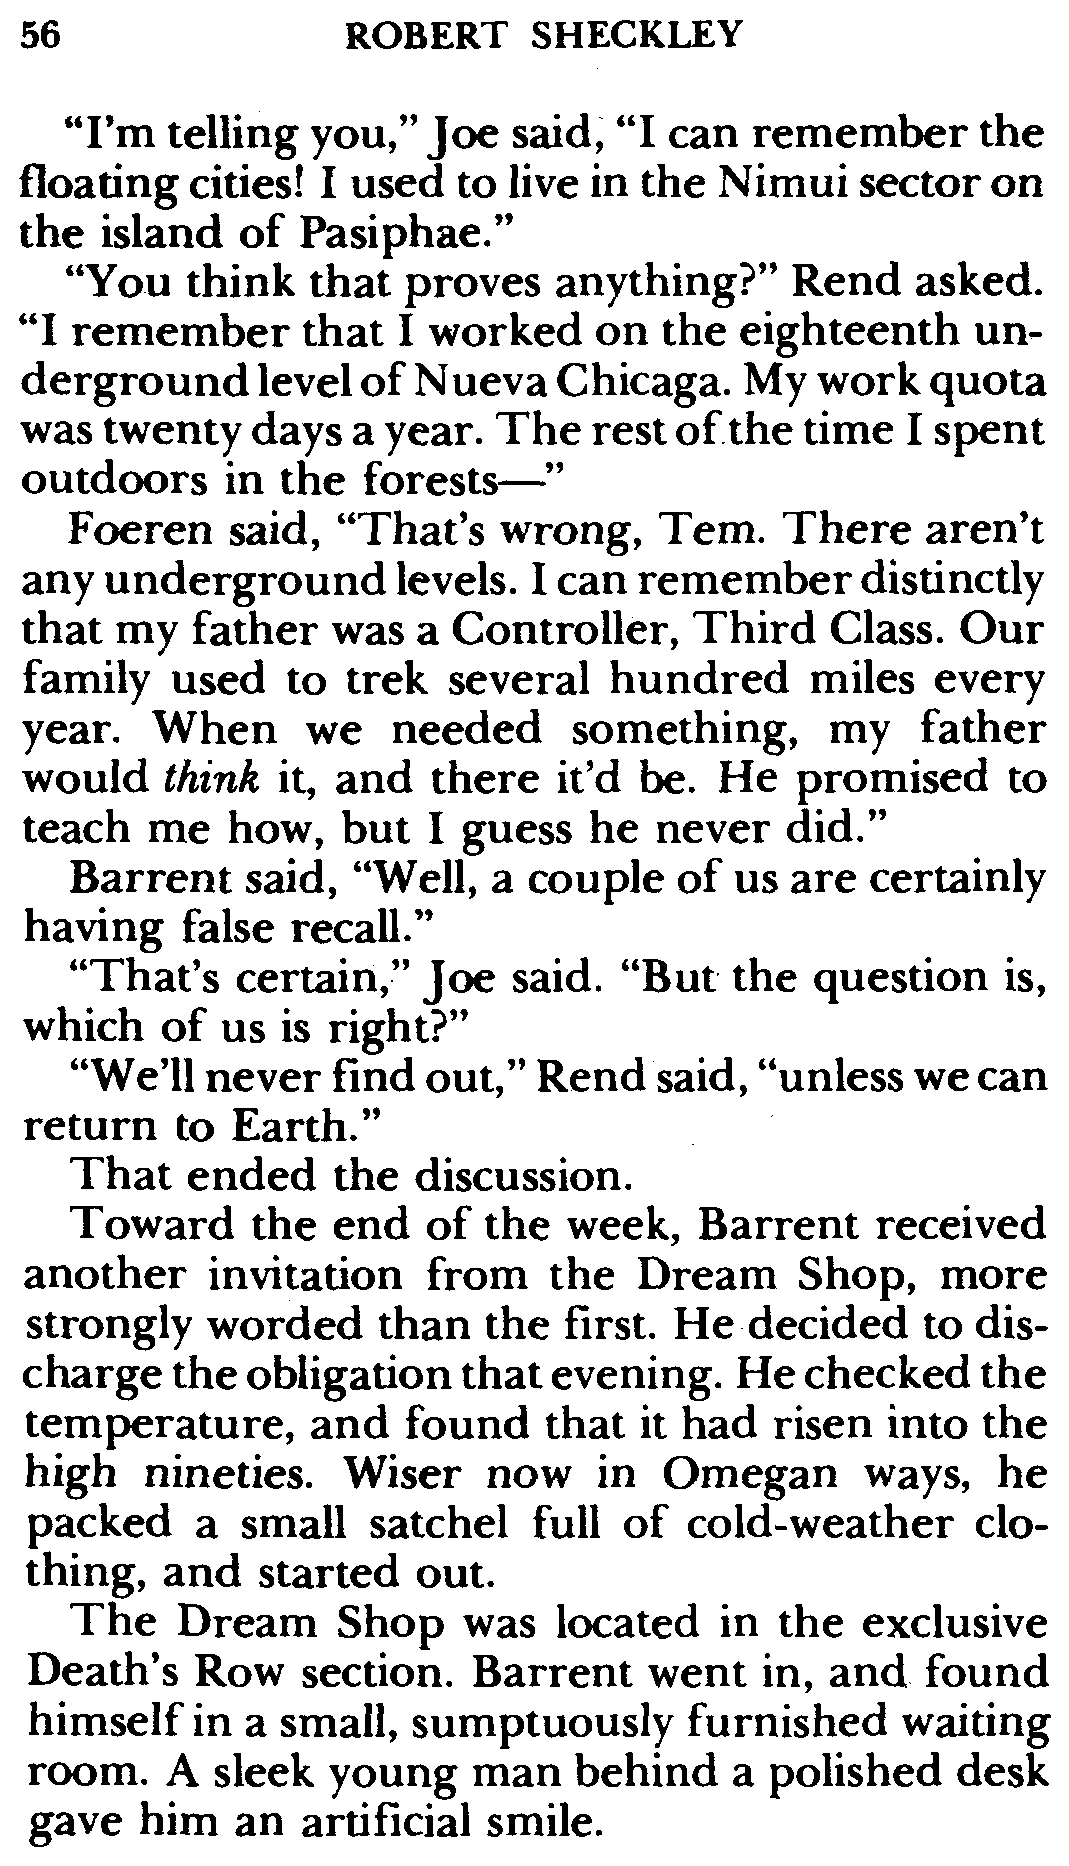 56 ROBERT SHECKLEY
“I'm telling you,” Joe said, “I can remember the
floating cities! I used to live in the Nimui sector on
the island of Pasiphae.”
“You think that proves anything?” Rend asked.
“I remember that I worked on the eighteenth un-
derground level of Nueva Chicaga. My work quota
was twenty days a year. The rest of the time I spent
outdoors in the forests—”
Foeren said, “That's wrong, Tem. There aren't
any underground levels. I can remember distinctly
that my father was a Controller, Third Class. Our
family used to trek several hundred miles every
year. When we needed something, my father
would think it, and there it'd be. He promised to
teach me how, but I guess he never did.”
Barrent said, “Well, a couple of us are certainly
having false recall.”
“That's certain,” Joe said. “But the question is,
which of us is right?”
“We'll never find out,” Rend said, “unless we can
return to Earth.”
That ended the discussion.
Toward the end of the week, Barrent received
another invitation from the Dream Shop, more
strongly worded than the first. He decided to dis-
charge the obligation that evening. He checked the
temperature, and found that it had risen into the
high nineties. Wiser now in Omegan ways, he
packed a small satchel full of cold-weather clo-
thing, and started out.
The Dream Shop was located in the exclusive
Death's Row section. Barrent went in, and found
himself in a small, sumptuously furnished waiting
room. A sleek young man behind a polished desk
gave him an artificial smile.